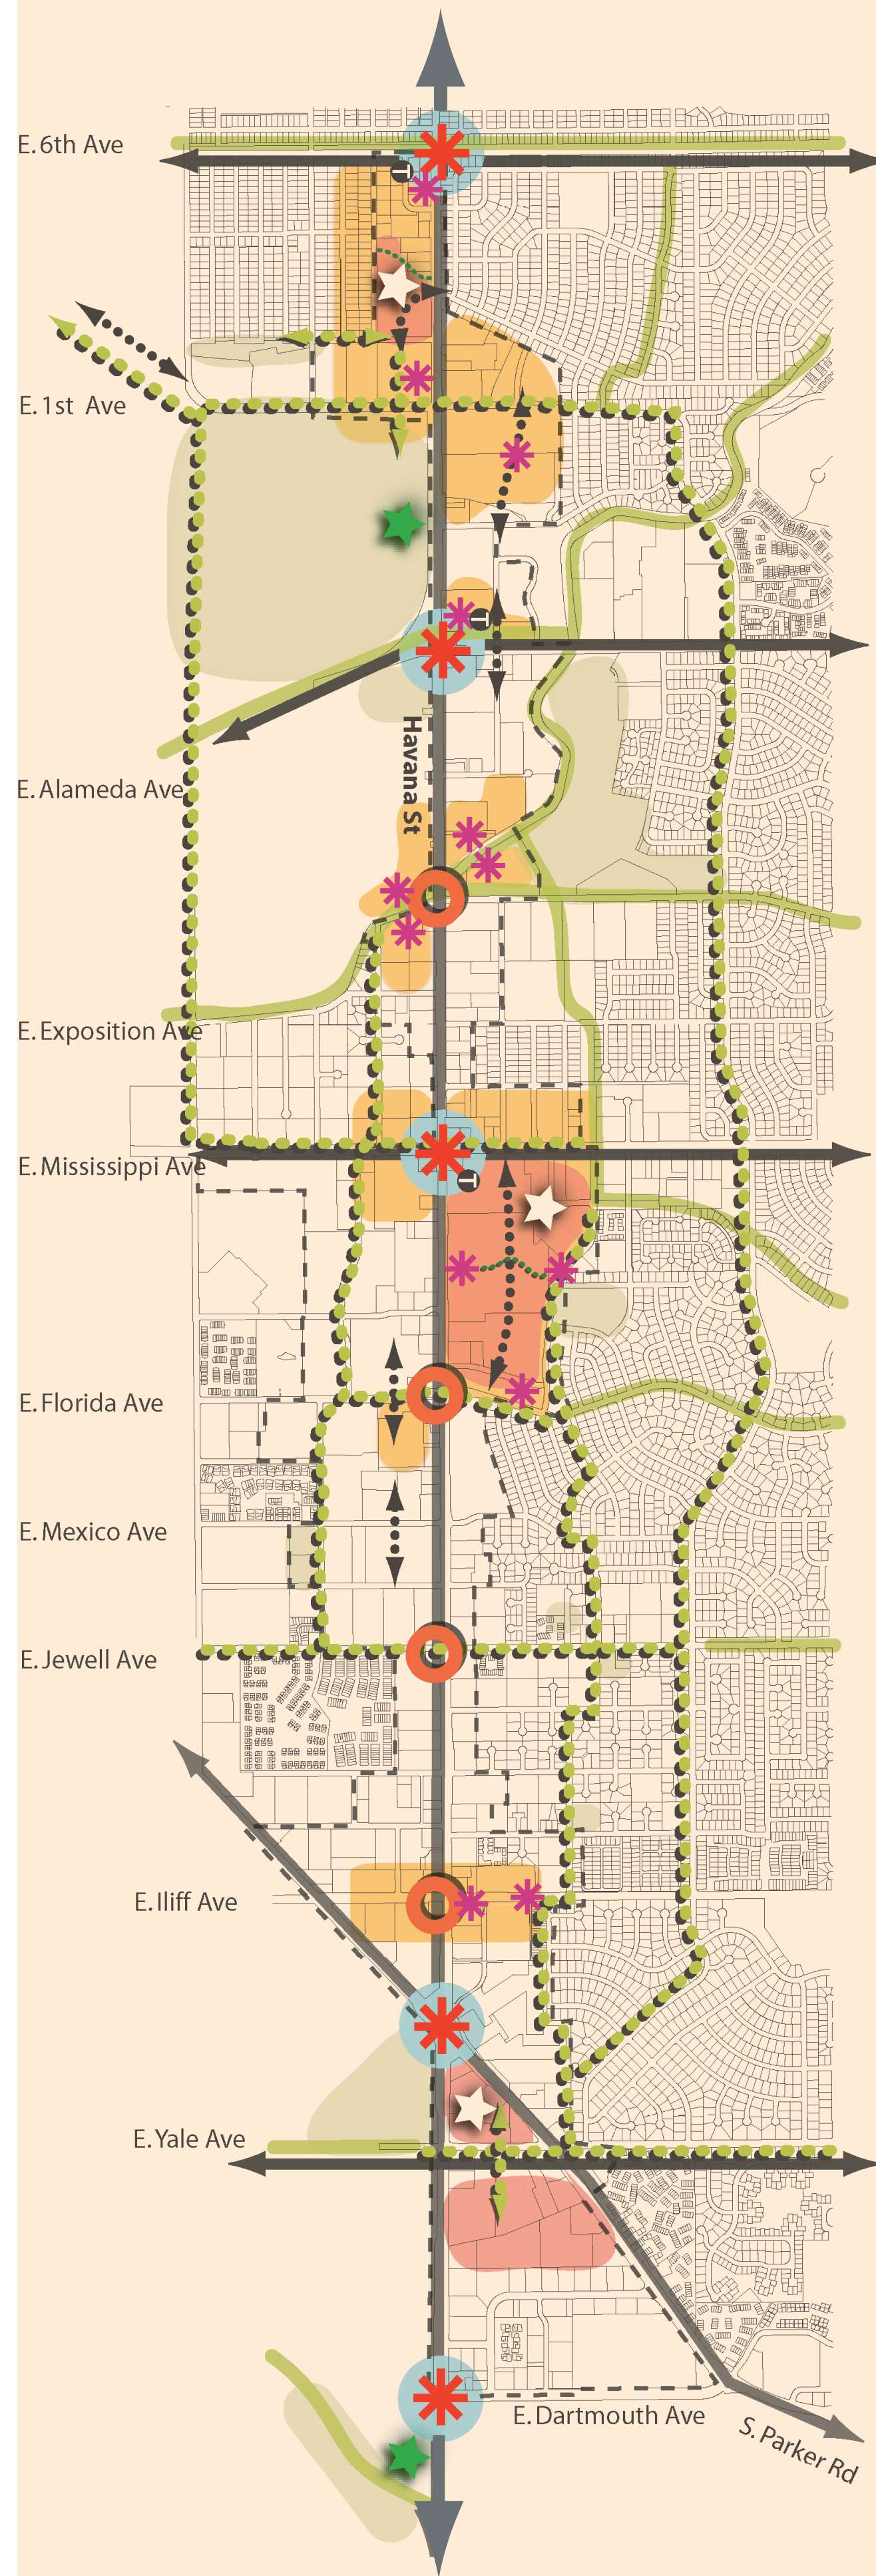 E. 6th Ave
E. 1st Ave
Havana St
E. Alameda Ave
E. Exposition Ave
E. Mississippi Ave
E. Florida Ave
E. Mexico Ave
E. Jewell Ave
E. Iliff Ave
E. Yale Ave
E. Dartmouth Ave
S. Parker Rd
T
T
T